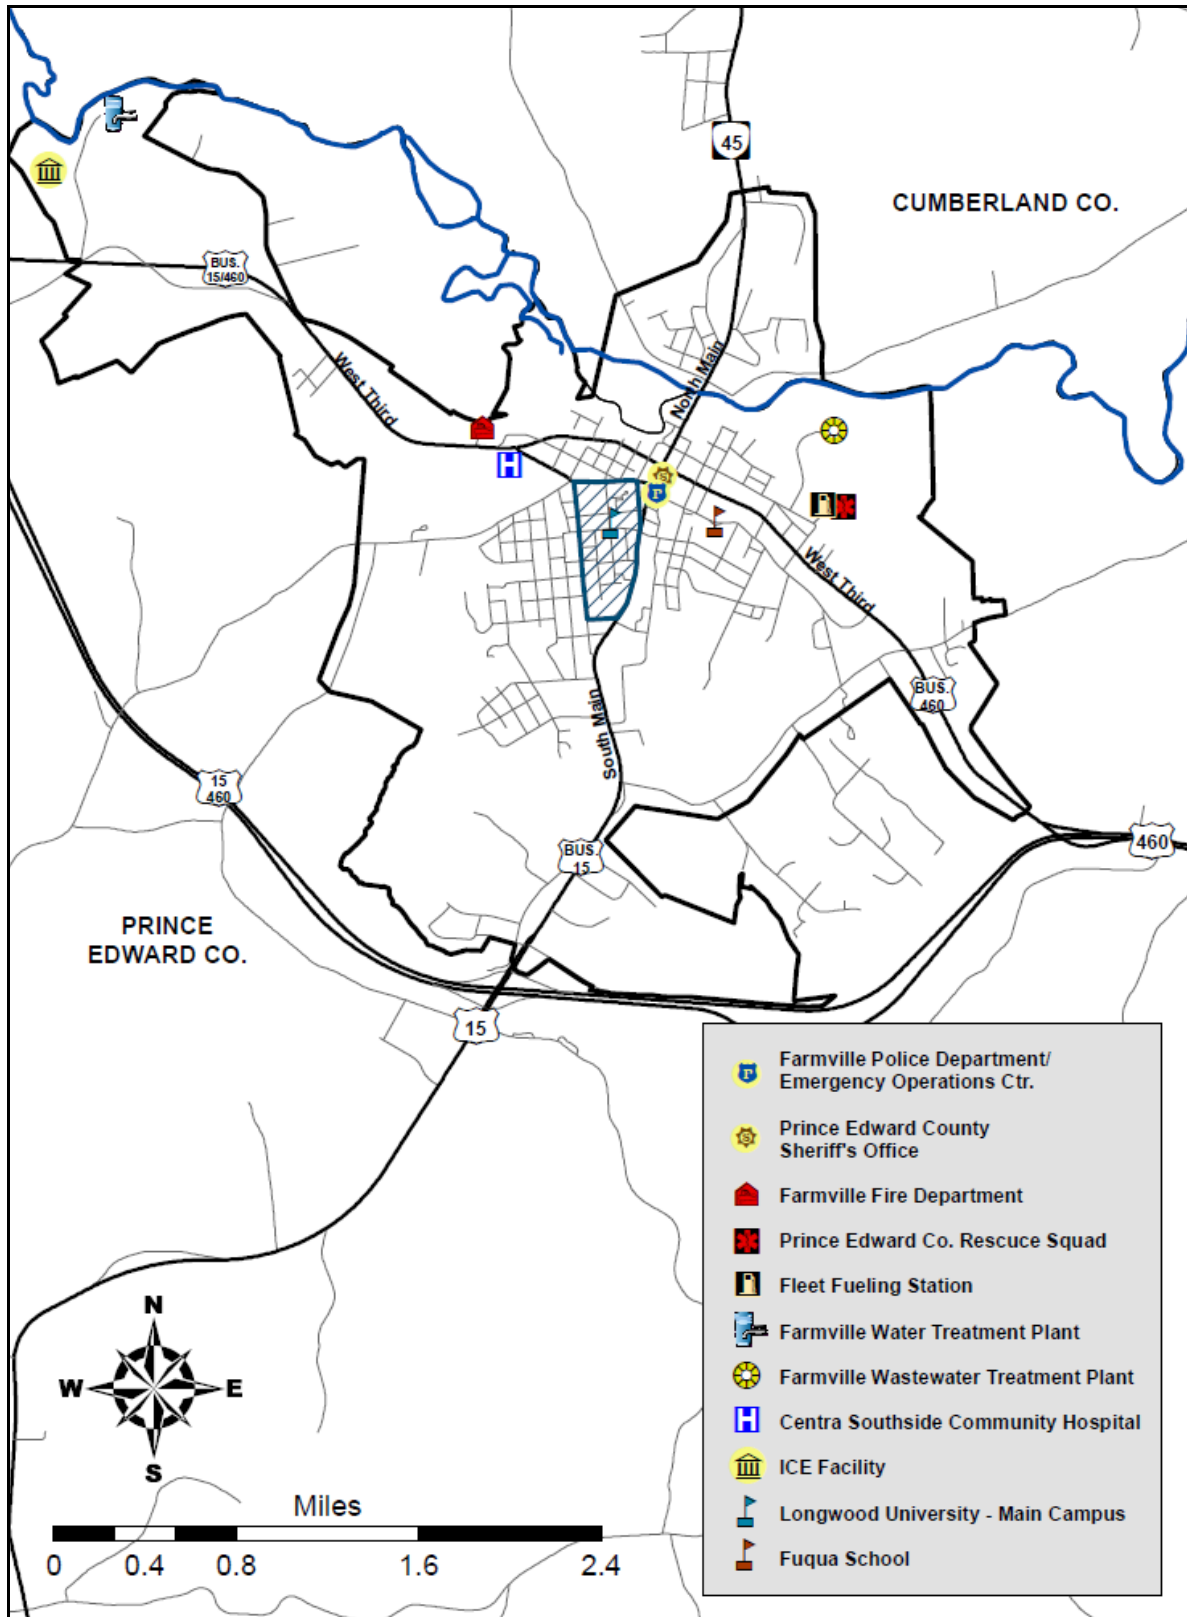 45
CUMBERLAND CO.
BUS.
15/460
West Third
North Main
S
P
H
West Third
BUS.
460
South Main
15
460
BUS.
15
460
PRINCE
EDWARD CO.
15
Farmville Police Department/
Emergency Operations Ctr.
Prince Edward County
Sheriff's Office
Farmville Fire Department
Prince Edward Co. Rescuce Squad
Fleet Fueling Station
Farmville Water Treatment Plant
Farmville Wastewater Treatment Plant
Centra Southside Community Hospital
ICE Facility
Longwood University - Main Campus
Fuqua School
P
S
H
N
W E
S
Miles
0 0.4 0.8 1.6 2.4